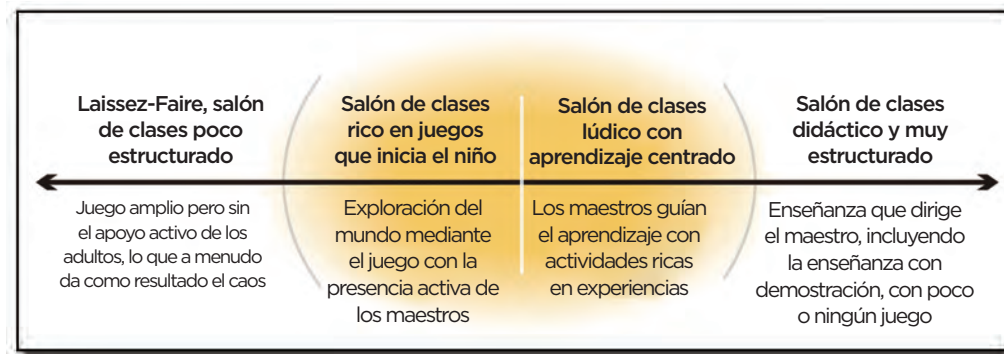 Laissez-Faire, salón
de clases poco
estructurado
Salón de clases
rico en juegos
que inicia el niño
Salón de clases
lúdico con
aprendizaje centrado
Salón de clases
didáctico y muy
estructurado
Juego amplio pero sin
el apoyo activo de los
adultos, lo que a menudo
da como resultado el caos
Exploración del
mundo mediante
el juego con la
presencia activa de
los maestros
Los maestros guían
el aprendizaje con
actividades ricas
en experiencias
Enseñanza que dirige
el maestro, incluyendo
la enseñanza con
demostración, con poco
o ningún juego